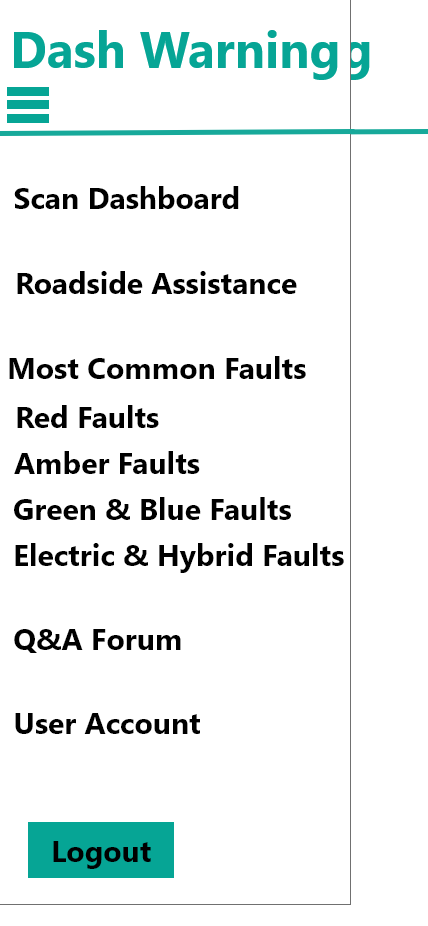 Dash Warningg
Scan Dashboard
Roadside Assistance
Most Common Faults
Red Faults
Amber Faults
Green & Blue Faults
Electric & Hybrid Faults
Q&A Forum
User Account
Logout